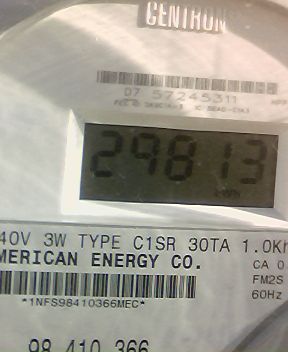 CENTRON
07 57245311
29813
kWh
40V 3W TYPE C1SR 30TA 1.0Kh
MERICAN ENERGY CO.
CA 0.
FM2S
*1NFS98410366MEC*
60Hz
98 410 366